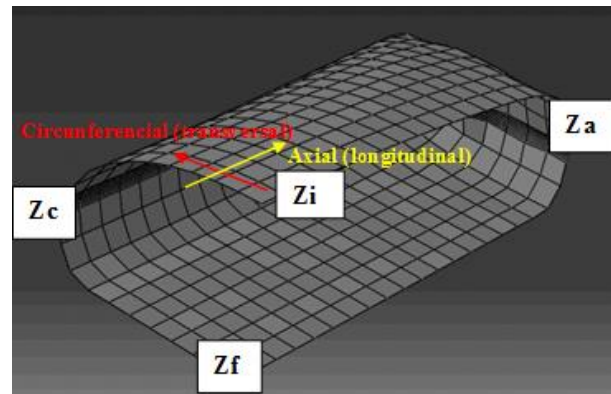 Circunferencial (transversal)
Axial (longitudinal)
Za
Zc
Zi
Zf